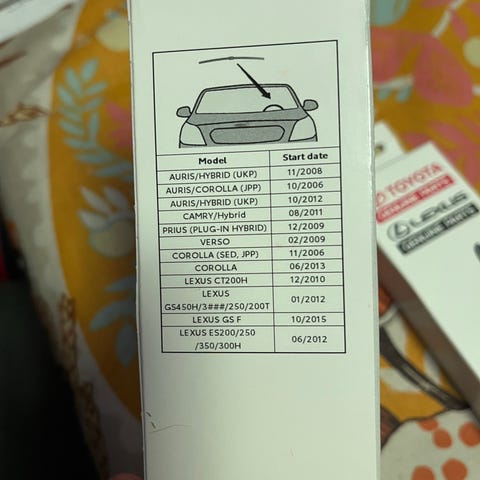 Model Start date
AURIS/HYBRID (UKP) 11/2008
AURIS/COROLLA (JPP) 10/2006
AURIS/HYBRID (UKP) 10/2012
CAMRY/Hybrid 08/2011
PRIUS (PLUG-IN HYBRID) 12/2009
VERSO 02/2009
COROLLA (SED, JPP) 11/2006
COROLLA 06/2013
LEXUS CT200H 12/2010
LEXUS
GS450H/3###/250/200T 01/2012
LEXUS GS F 10/2015
LEXUS ES200/250
/350/300H 06/2012
TOYOTA
GENUINE PARTS
LEXUS
GENUINE PARTS